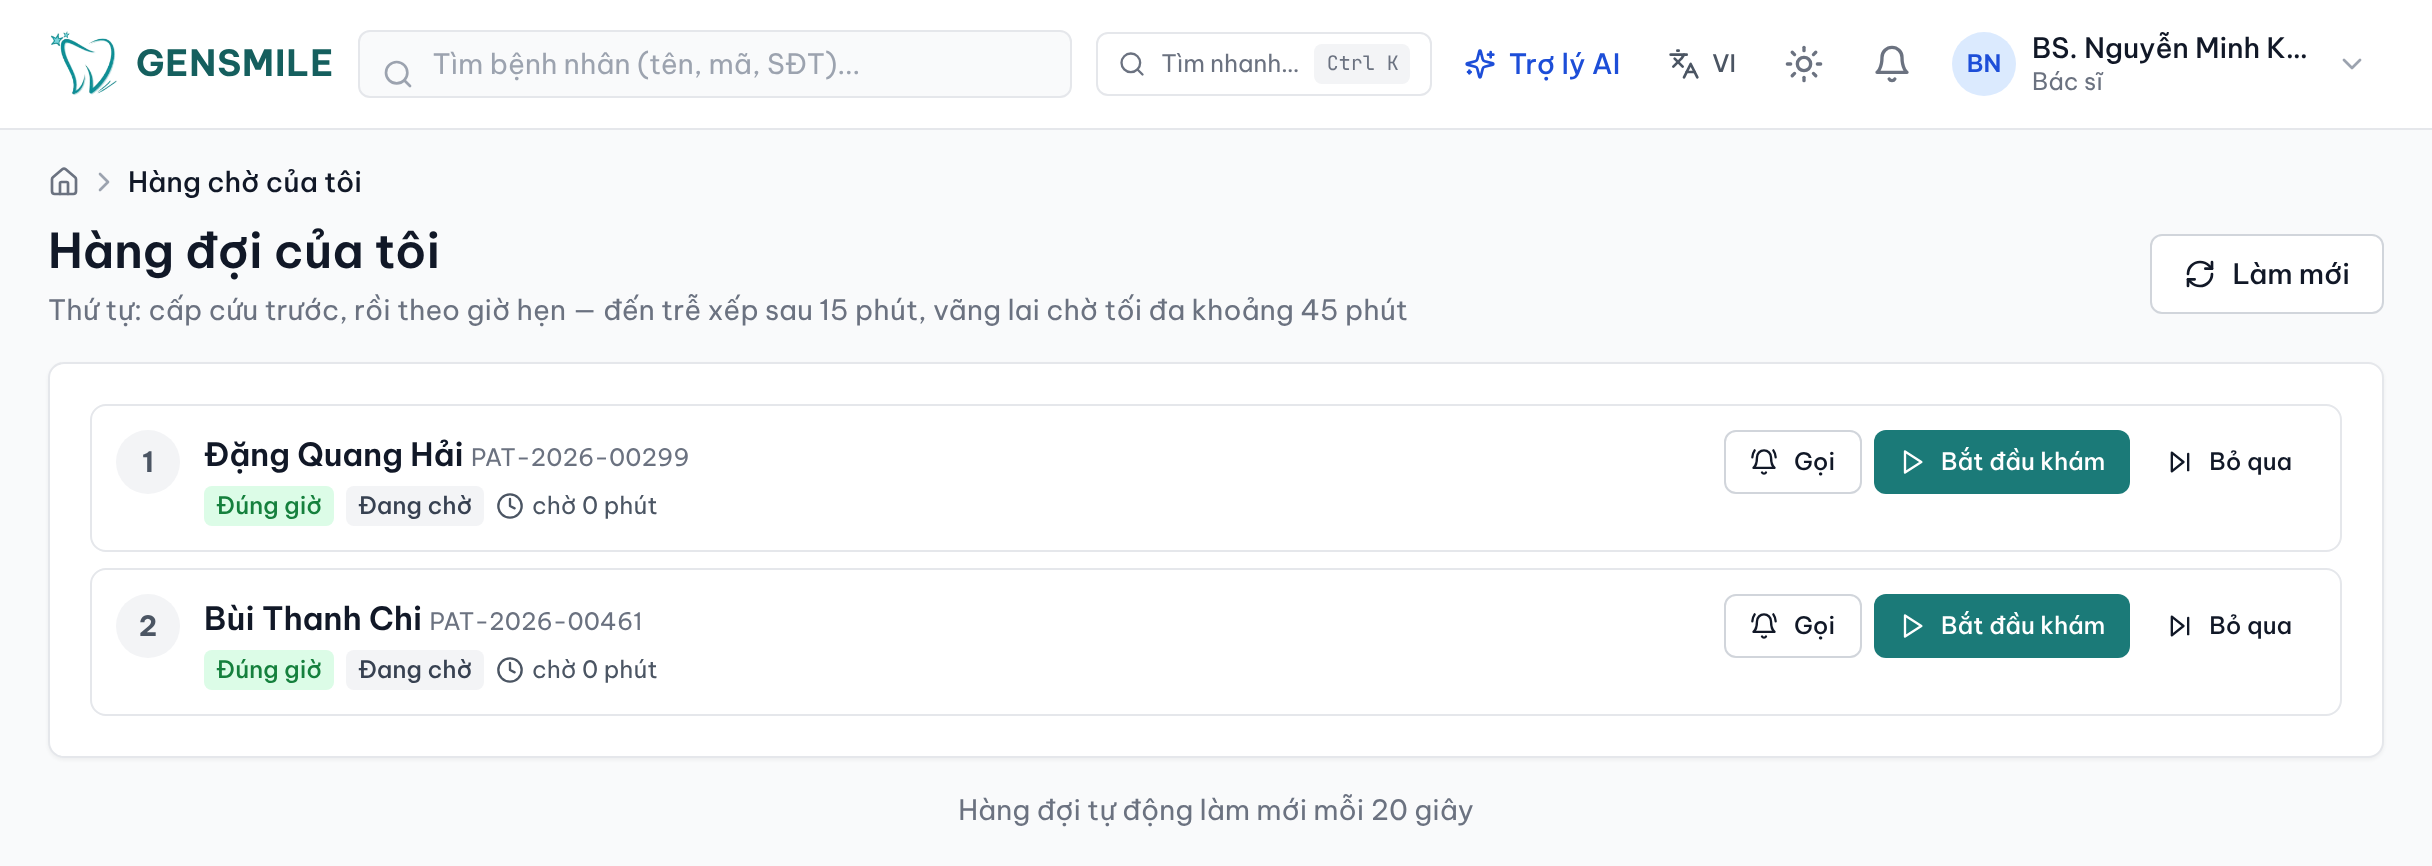 GENSMILE
Tìm bệnh nhân (tên, mã, SĐT)...
Tìm nhanh... Ctrl K
Trợ lý AI
VI
BN
BS. Nguyễn Minh K...
Bác sĩ
Hàng chờ của tôi
Hàng đợi của tôi
Thứ tự: cấp cứu trước, rồi theo giờ hẹn — đến trễ xếp sau 15 phút, vãng lai chờ tối đa khoảng 45 phút
Làm mới
1
Đặng Quang Hải PAT-2026-00299
Đúng giờ Đang chờ chờ 0 phút
Gọi
Bắt đầu khám
Bỏ qua
2
Bùi Thanh Chi PAT-2026-00461
Đúng giờ Đang chờ chờ 0 phút
Gọi
Bắt đầu khám
Bỏ qua
Hàng đợi tự động làm mới mỗi 20 giây